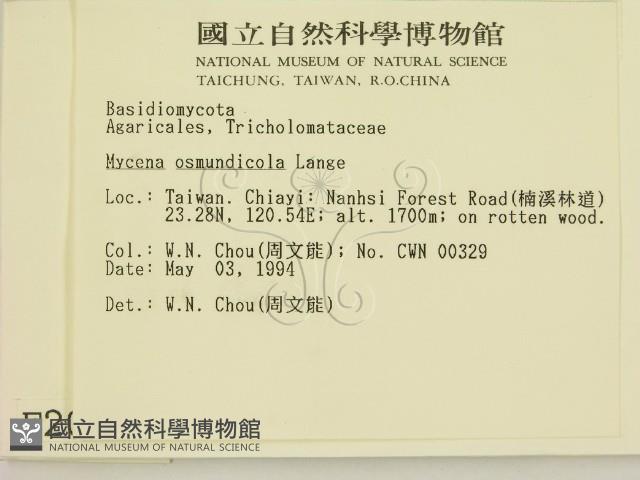 國立自然科學博物館
NATIONAL MUSEUM OF NATURAL SCIENCE
TAICHUNG, TAIWAN, R.O.CHINA
Basidiomycota
Agaricales, Tricholomataceae
Mycena osmundicola Lange
Loc.: Taiwan. Chiayi: Nanhsi Forest Road(楠溪林道)
23.28N, 120.54E; alt. 1700m; on rotten wood.
Col.: W.N. Chou(周文能); No. CWN 00329
Date: May 03, 1994
Det.: W.N. Chou(周文能)
國立自然科學博物館
NATIONAL MUSEUM OF NATURAL SCIENCE